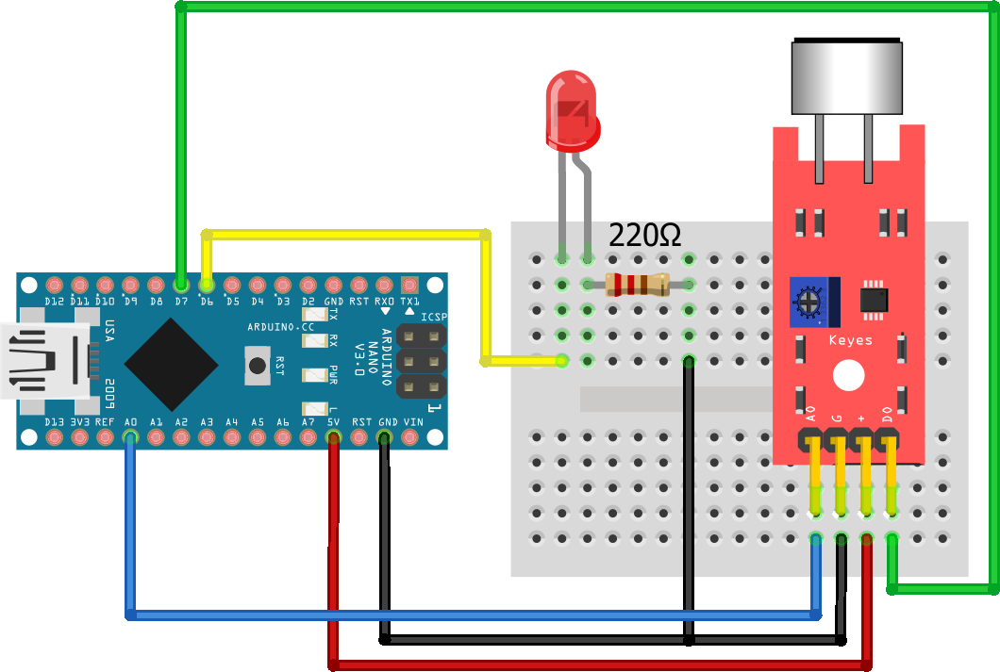 220Ω
D12 D11 D10 D9 D8 D7 D6 D5 D4 D3 D2 GND RST RX0 TX1
TX
RX
PWR
L
USA
2009
RST
ARDUINO.CC
ARDUINO
NANO
V3.0
ICSP
1
D13 3V3 REF A0 A1 A2 A3 A4 A5 A6 A7 5V RST GND VIN
Keyes
A0
G
+
D0